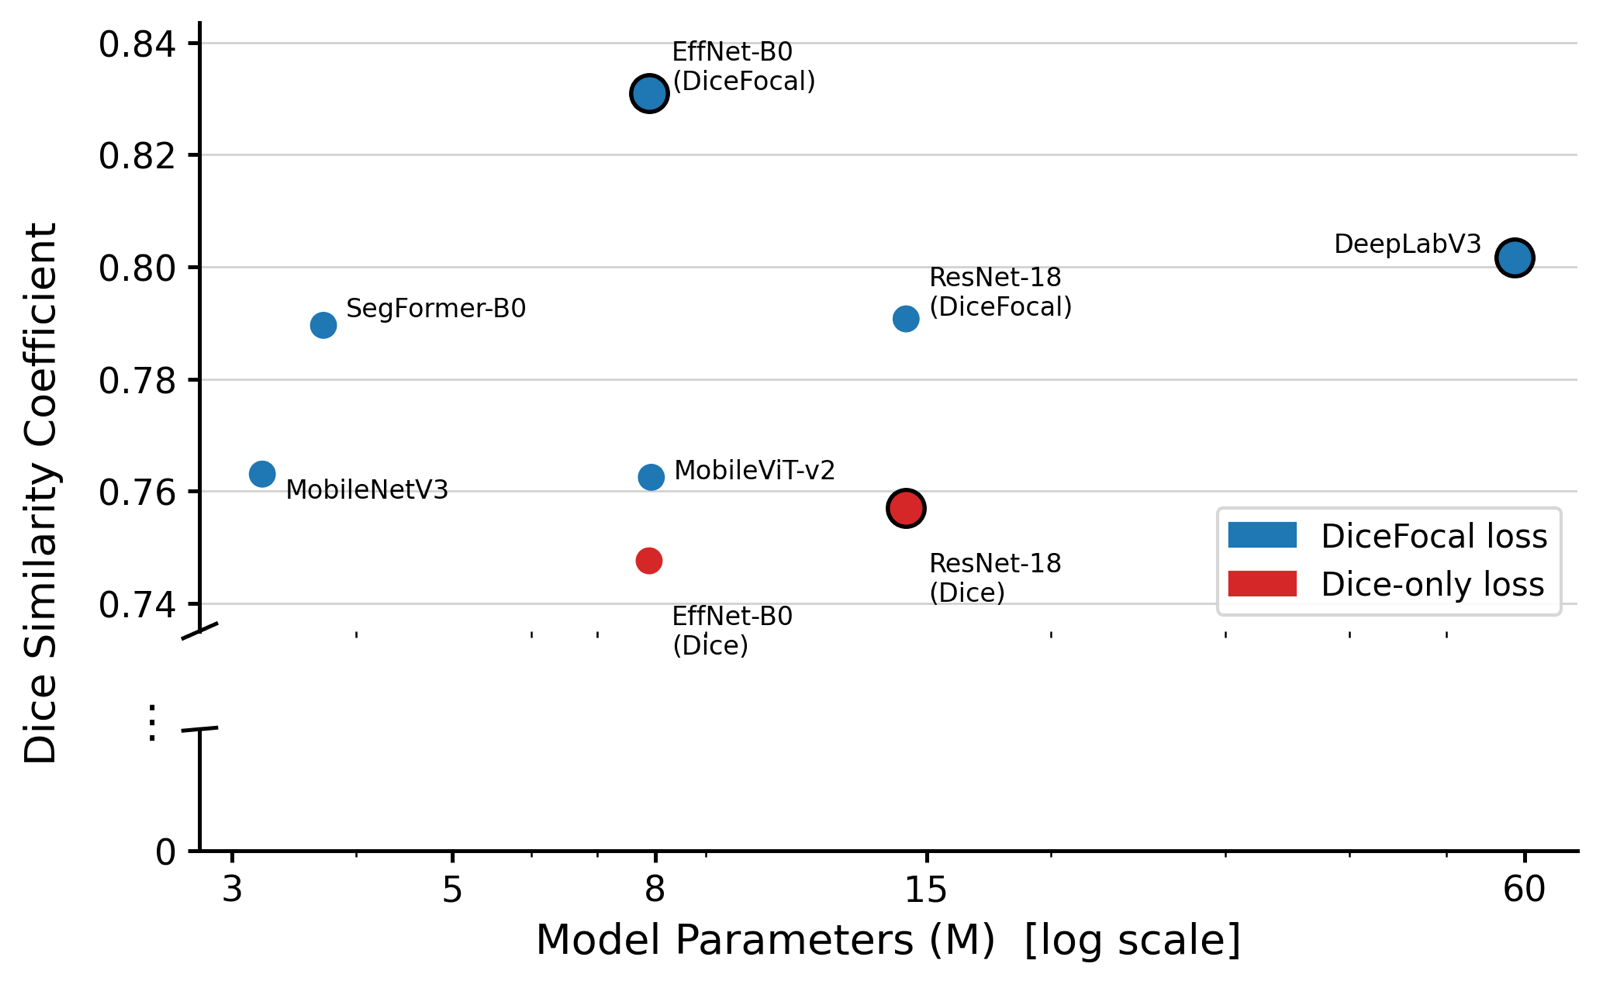 Dice Similarity Coefficient
0.84
0.82
0.80
0.78
0.76
0.74
⋮
0
EffNet-B0
(DiceFocal)
DeepLabV3
ResNet-18
(DiceFocal)
SegFormer-B0
MobileNetV3
MobileViT-v2
ResNet-18
(Dice)
EffNet-B0
(Dice)
DiceFocal loss
Dice-only loss
3 5 8 15 60
Model Parameters (M) [log scale]